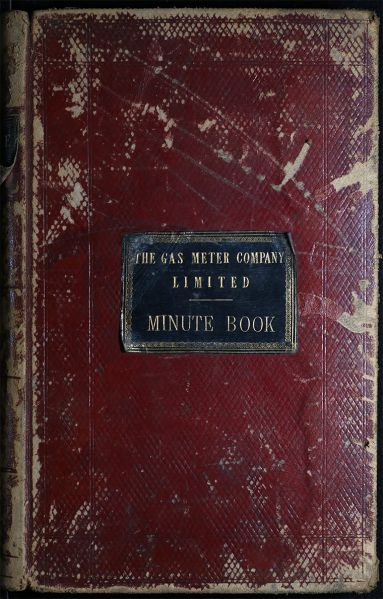 THE GAS METER COMPANY
LIMITED
MINUTE BOOK